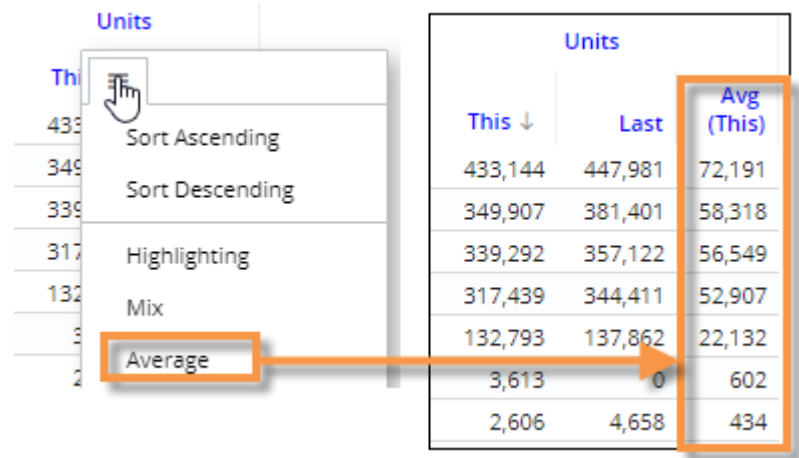 Units
Thi
433
349
339
317
132
3
2
Sort Ascending
Sort Descending
Highlighting
Mix
Average
Units
This ↓ Last Avg (This)
433,144 447,981 72,191
349,907 381,401 58,318
339,292 357,122 56,549
317,439 344,411 52,907
132,793 137,862 22,132
3,613 0 602
2,606 4,658 434